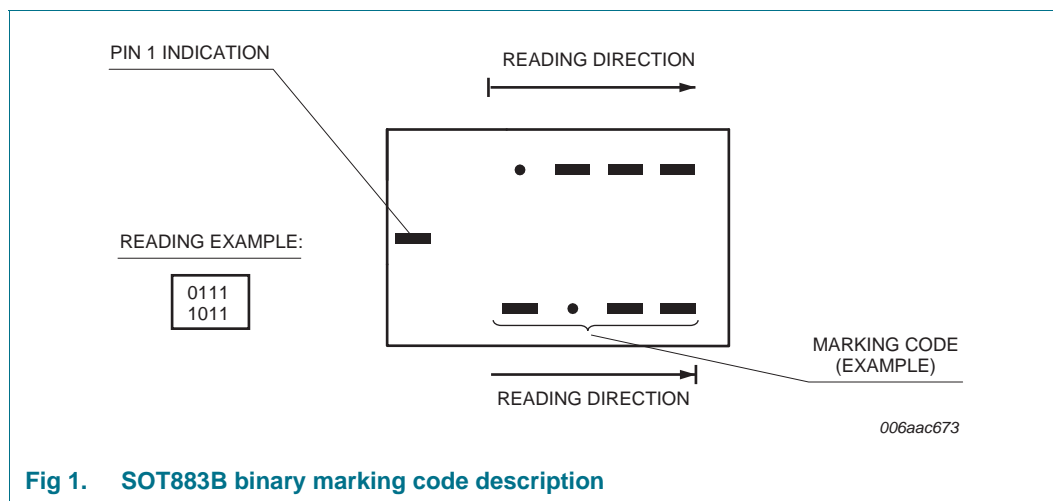 PIN 1 INDICATION
READING DIRECTION
READING EXAMPLE:
0111
1011
MARKING CODE
(EXAMPLE)
READING DIRECTION
006aac673
Fig 1. SOT883B binary marking code description